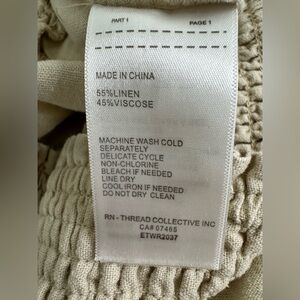 PART 1 PAGE 1
MADE IN CHINA
55%LINEN
45%VISCOSE
MACHINE WASH COLD
SEPARATELY
DELICATE CYCLE
NON-CHLORINE
BLEACH IF NEEDED
LINE DRY
COOL IRON IF NEEDED
DO NOT DRY CLEAN
RN - THREAD COLLECTIVE INC
CA# 07465
ETWR2037